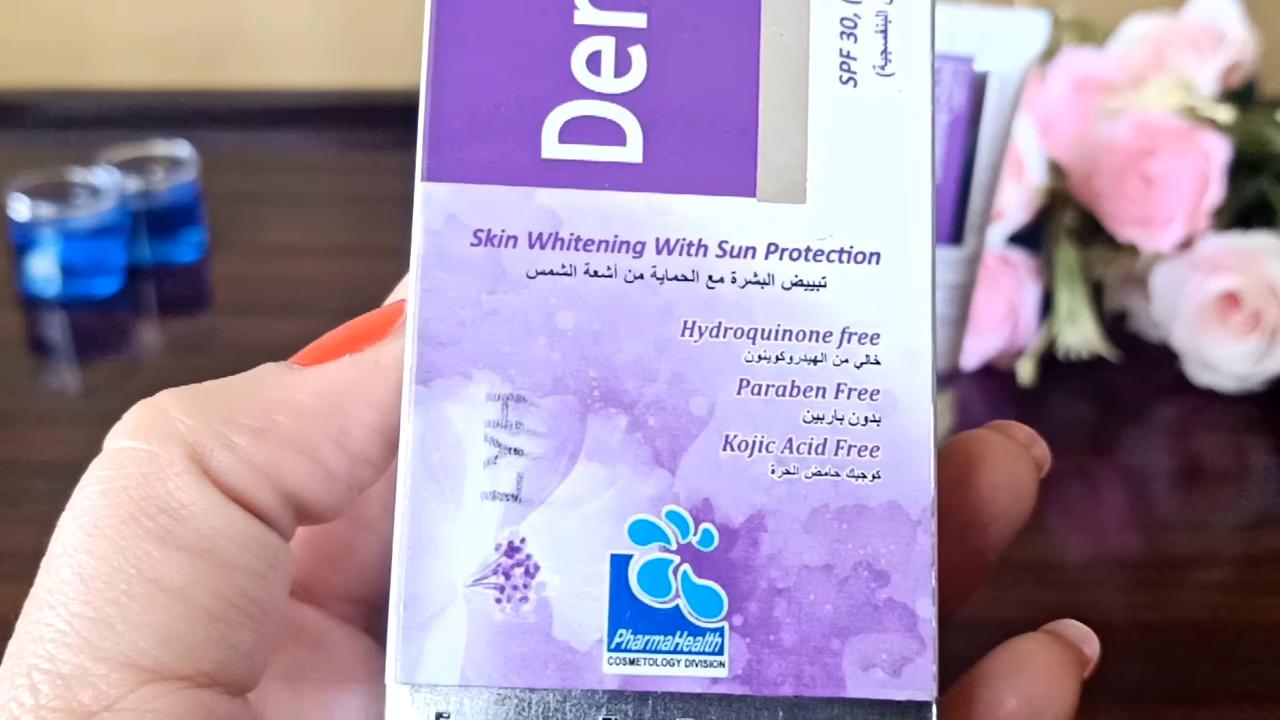 Der
SPF 30, (
Skin Whitening With Sun Protection
تبييض البشرة مع الحماية من أشعة الشمس
Hydroquinone free
خالي من الهيدروكوينون
Paraben Free
بدون بأربين
Kojic Acid Free
كوجيك حامض الحرة
PharmaHealth
COSMETOLOGY DIVISION